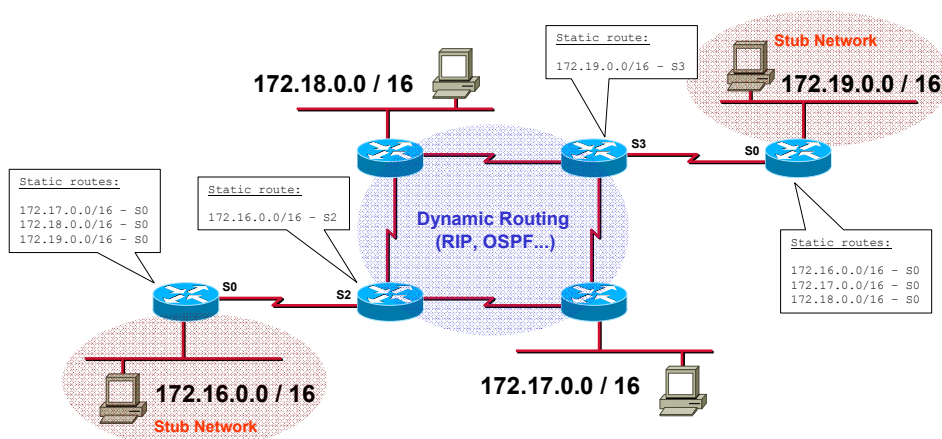 Static route:
172.19.0.0/16 - S3
Stub Network
172.18.0.0 / 16
172.19.0.0 / 16
S3
S0
Static routes:
172.17.0.0/16 - S0
172.18.0.0/16 - S0
172.19.0.0/16 - S0
Static route:
172.16.0.0/16 - S2
Dynamic Routing
(RIP, OSPF...)
Static routes:
172.16.0.0/16 - S0
172.17.0.0/16 - S0
172.18.0.0/16 - S0
S0
S2
172.16.0.0 / 16
Stub Network
172.17.0.0 / 16